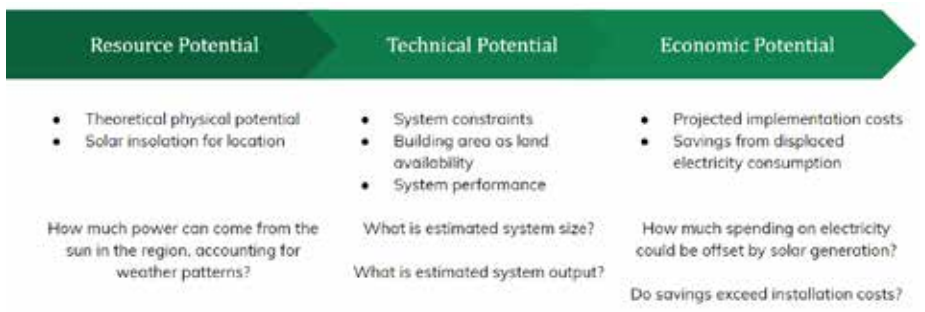 Resource Potential
Technical Potential
Economic Potential
• Theoretical physical potential
• Solar insolation for location
How much power can come from the
sun in the region, accounting for
weather patterns?
• System constraints
• Building area as land
availability
• System performance
What is estimated system size?
What is estimated system output?
• Projected implementation costs
• Savings from displaced
electricity consumption
How much spending on electricity
could be offset by solar generation?
Do savings exceed installation costs?